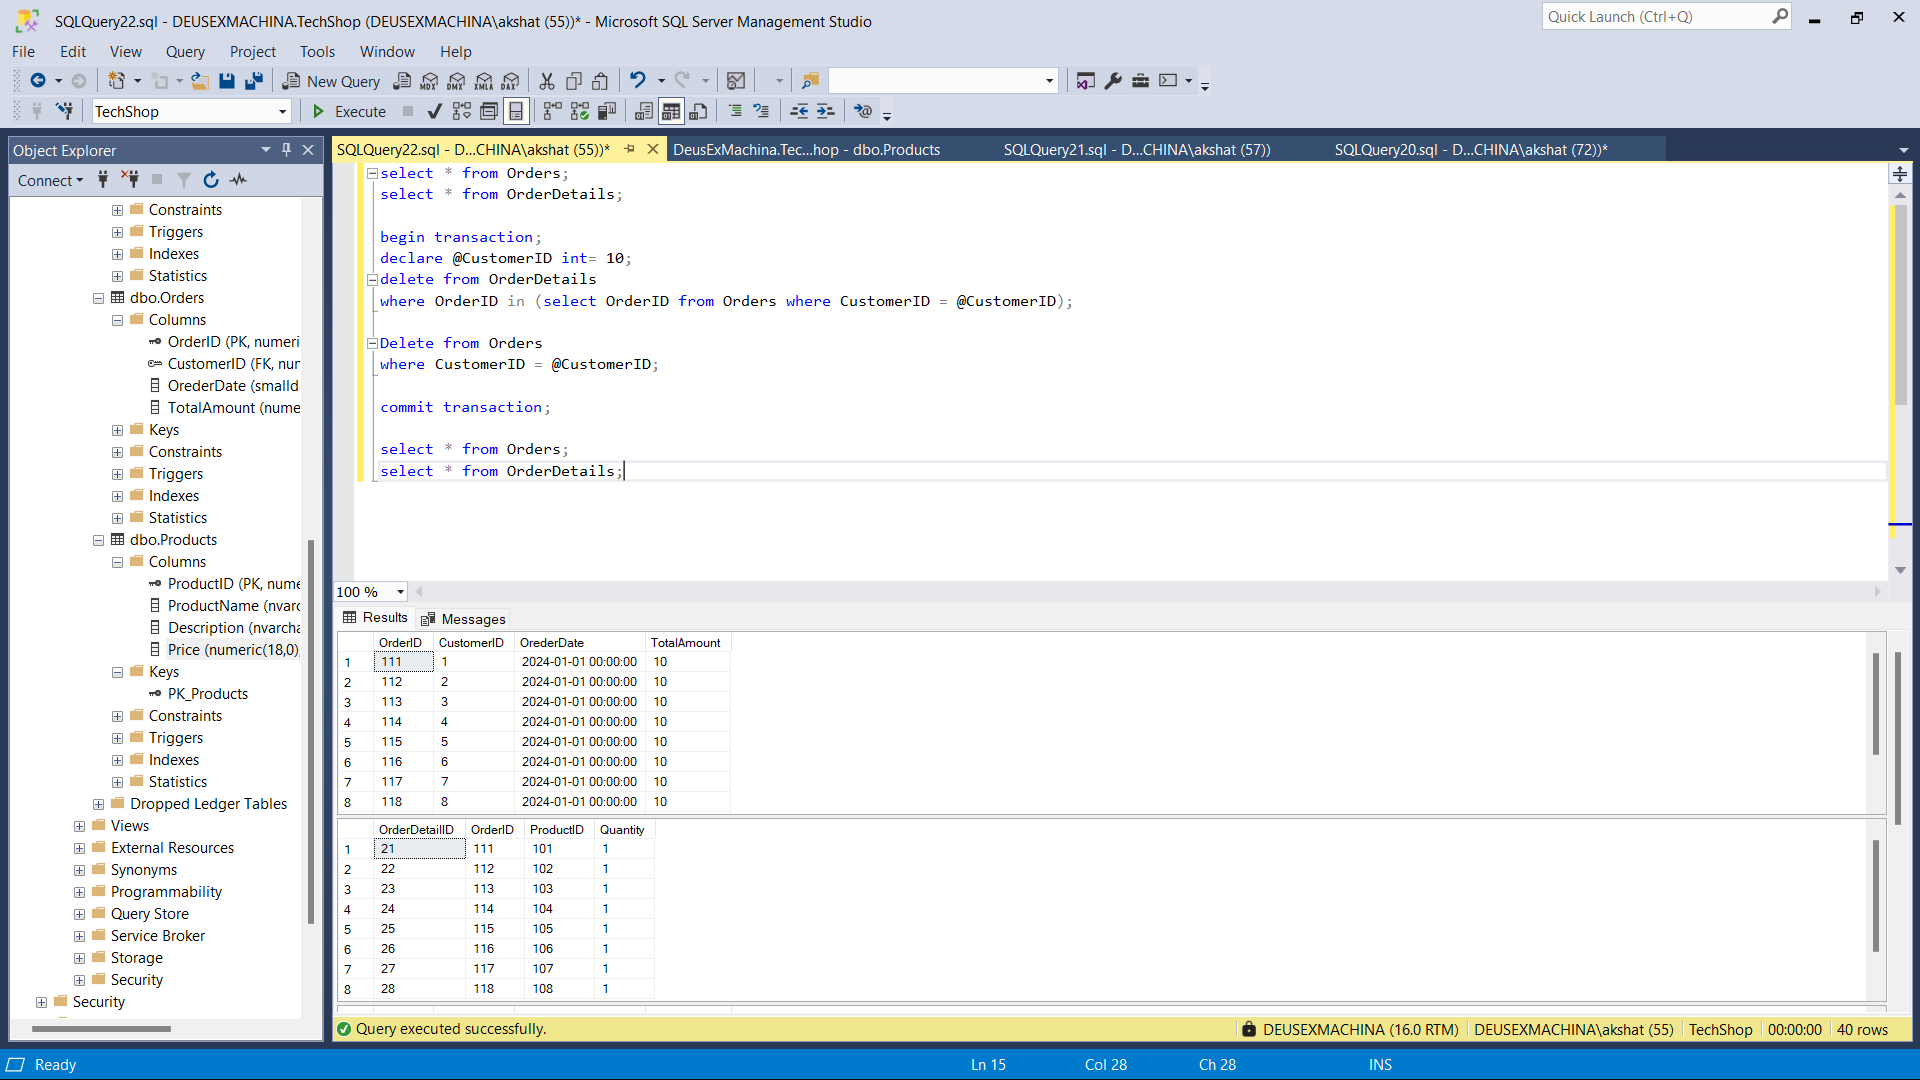 SQLQuery22.sql - DEUSEXMACHINA.TechShop (DEUSEXMACHINA\akshat (55))* - Microsoft SQL Server Management Studio
Quick Launch (Ctrl+Q)
File Edit View Query Project Tools Window Help
New Query MDX DMX XMLA DAX
TechShop Execute
Object Explorer
Connect
Constraints
Triggers
Indexes
Statistics
dbo.Orders
Columns
OrderID (PK, numeri
CustomerID (FK, nur
OrederDate (smalld
TotalAmount (nume
Keys
Constraints
Triggers
Indexes
Statistics
dbo.Products
Columns
ProductID (PK, nume
ProductName (nvarc
Description (nvarcha
Price (numeric(18,0),
Keys
PK_Products
Constraints
Triggers
Indexes
Statistics
Dropped Ledger Tables
Views
External Resources
Synonyms
Programmability
Query Store
Service Broker
Storage
Security
Security
SQLQuery22.sql - D...CHINA\akshat (55))* DeusExMachina.Tec...hop - dbo.Products SQLQuery21.sql - D...CHINA\akshat (57)) SQLQuery20.sql - D...CHINA\akshat (72))*
select * from Orders;
select * from OrderDetails;
begin transaction;
declare @CustomerID int= 10;
delete from OrderDetails
where OrderID in (select OrderID from Orders where CustomerID = @CustomerID);
Delete from Orders
where CustomerID = @CustomerID;
commit transaction;
select * from Orders;
select * from OrderDetails;
100 %
Results Messages
OrderID CustomerID OrederDate TotalAmount
1 111 1 2024-01-01 00:00:00 10
2 112 2 2024-01-01 00:00:00 10
3 113 3 2024-01-01 00:00:00 10
4 114 4 2024-01-01 00:00:00 10
5 115 5 2024-01-01 00:00:00 10
6 116 6 2024-01-01 00:00:00 10
7 117 7 2024-01-01 00:00:00 10
8 118 8 2024-01-01 00:00:00 10
OrderDetailID OrderID ProductID Quantity
1 21 111 101 1
2 22 112 102 1
3 23 113 103 1
4 24 114 104 1
5 25 115 105 1
6 26 116 106 1
7 27 117 107 1
8 28 118 108 1
Query executed successfully. DEUSEXMACHINA (16.0 RTM) DEUSEXMACHINA\akshat (55) TechShop 00:00:00 40 rows
Ready Ln 15 Col 28 Ch 28 INS